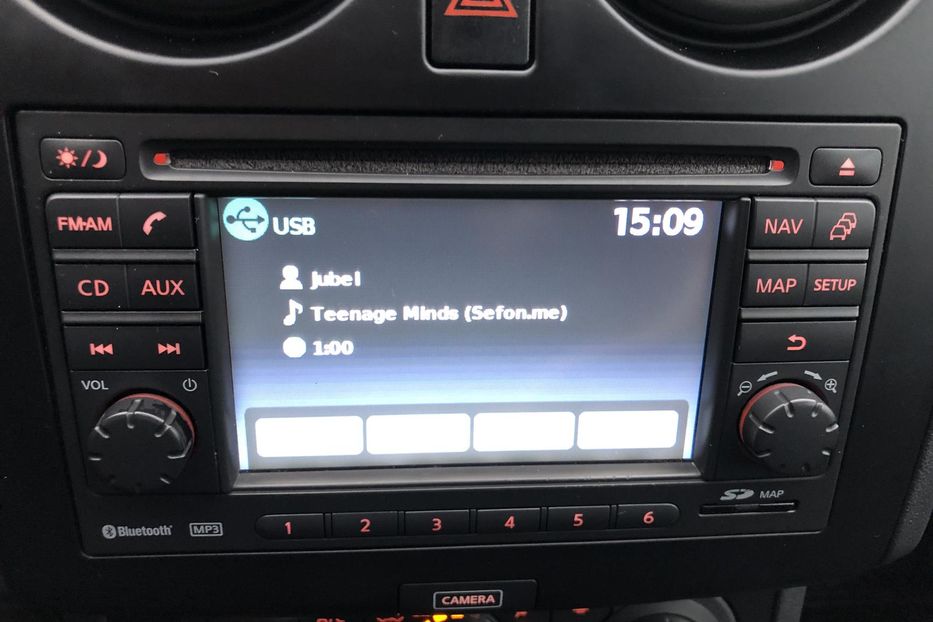 FM•AM
CD
AUX
VOL
USB
15:09
Jubel
Teenage Minds (Sefon.me)
1:00
NAV
MAP
SETUP
SD MAP
Bluetooth
MP3
1 2 3 4 5 6
CAMERA